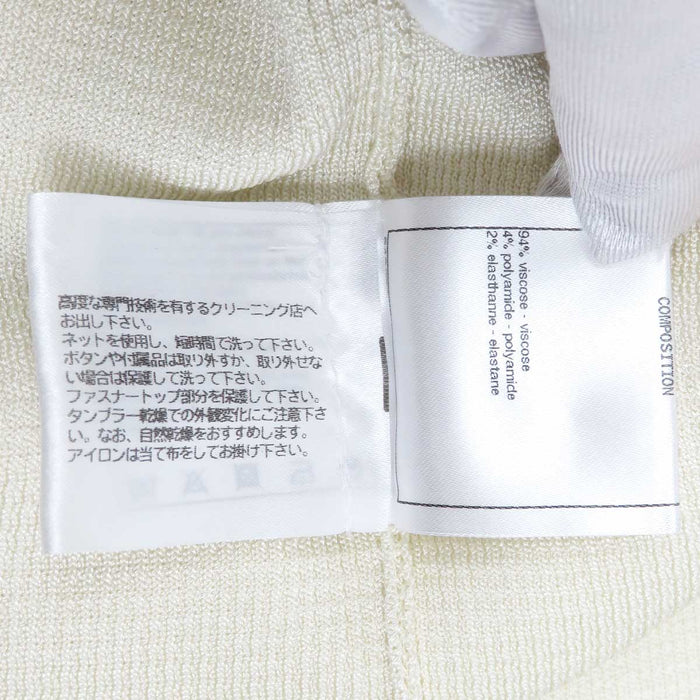 高度な専門技術を有するクリーニング店へ
お出し下さい。
ネットを使用し、短時間で洗って下さい。
ボタンや付属品は取り外すか、取り外せな
い場合は保護して洗って下さい。
ファスナートップ部分を保護して下さい。
タンブラー乾燥での外観変化にご注意下さ
い。なお、自然乾燥をおすすめします。
アイロンは当て布をしてお掛け下さい。
COMPOSITION
94% viscose - viscose
4% polyamide - polyamide
2% elasthanne - elastane